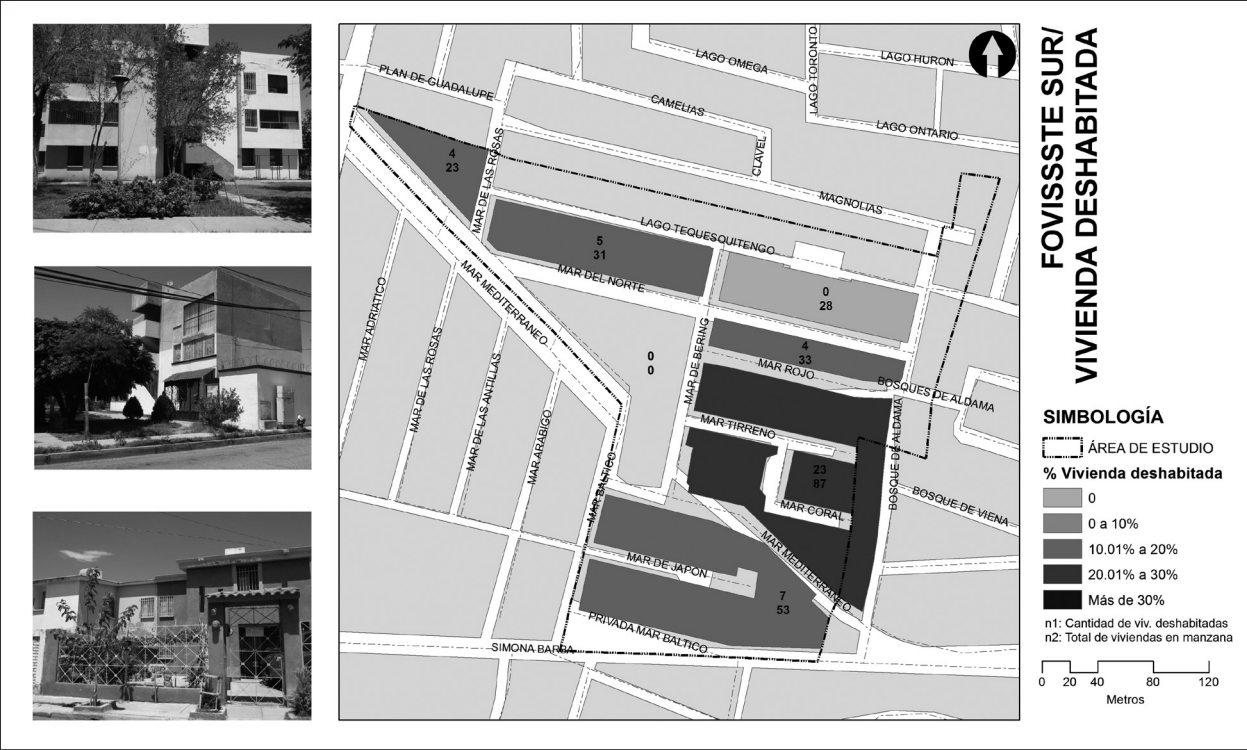 FOVISSSTE SUR/
VIVIENDA DESHABITADA
LAGO OMEGA
LAGO TORONTO
LAGO HURON
LAGO ONTARIO
PLAN DE GUADALUPE
CAMELIAS
CLAVEL
MAGNOLIAS
MAR DE LAS ROSAS
4
23
LAGO TEQUESQUITENGO
5
31
MAR DEL NORTE
0
28
MAR ADRIATICO
MAR DE LAS ROSAS
MAR MEDITERRANEO
MAR DE LAS ANTILLAS
MAR ARABIGO
0
0
MAR DE BERING
4
33
MAR ROJO
BOSQUES DE ALDAMA
BOSQUE DE ALDAMA
MAR TIRRENO
23
87
MAR CORAL
BOSQUE DE VIENA
MAR BALTICO
MAR MEDITERRANEO
MAR DE JAPON
7
53
PRIVADA MAR BALTICO
SIMONA BARBA
SIMBOLOGÍA
ÁREA DE ESTUDIO
% Vivienda deshabitada
0
0 a 10%
10.01% a 20%
20.01% a 30%
Más de 30%
n1: Cantidad de viv. deshabitadas
n2: Total de viviendas en manzana
0 20 40 80 120
Metros